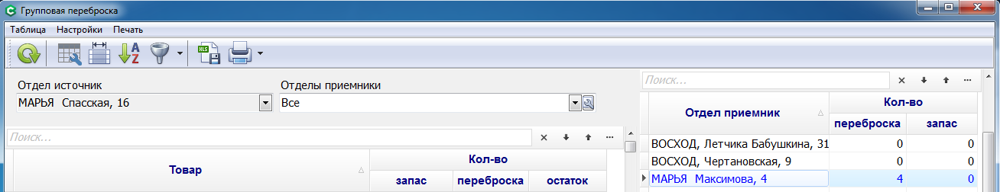 Групповая переброска
Таблица Настройки Печать
A
Z
XLS
Отдел источник Отделы приемники
МАРЬЯ Спасская, 16 Все
Поиск...
Товар Кол-во
запас переброска остаток
Поиск...
Отдел приемник Кол-во
переброска запас
ВОСХОД, Летчика Бабушкина, 31 0 0
ВОСХОД, Чертановская, 9 0 0
МАРЬЯ Максимова, 4 4 0